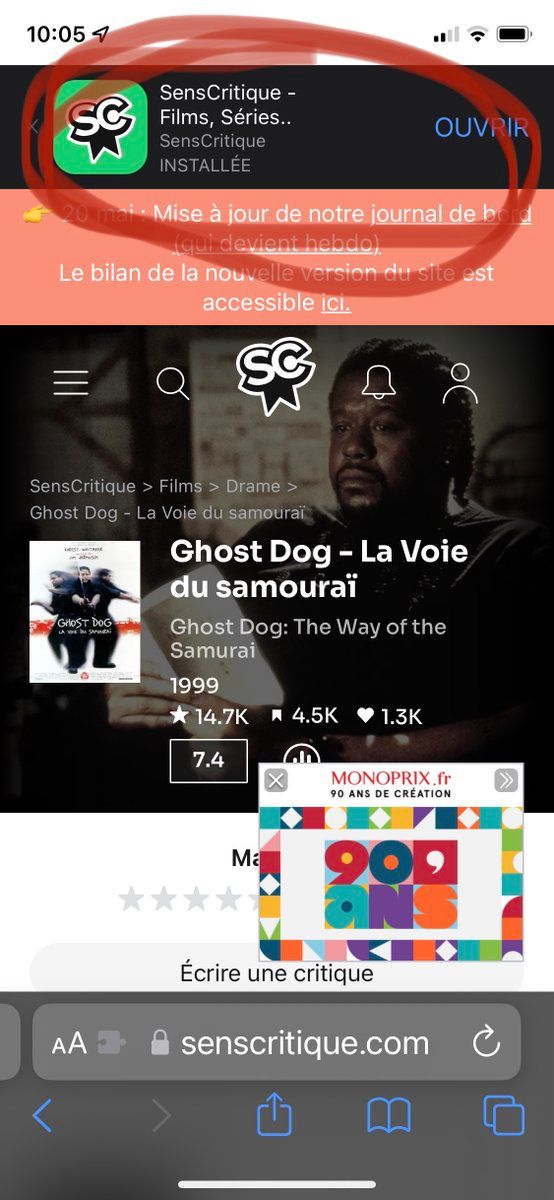 10:05
SensCritique -
Films, Séries..
SensCritique
INSTALLÉE
OUVRIR
👉 20 mai : Mise à jour de notre journal de bord
(qui devient hebdo)
Le bilan de la nouvelle version du site est
accessible ici.
SC
SensCritique > Films > Drame >
Ghost Dog - La Voie du samouraï
GHOST DOG
LA VOIE DU SAMOURAÏ
Ghost Dog - La Voie
du samouraï
Ghost Dog: The Way of the
Samurai
1999
14.7K 4.5K 1.3K
7.4
MONOPRIX.fr
90 ANS DE CRÉATION
90'
ANS
Ma
Écrire une critique
AA senscritique.com